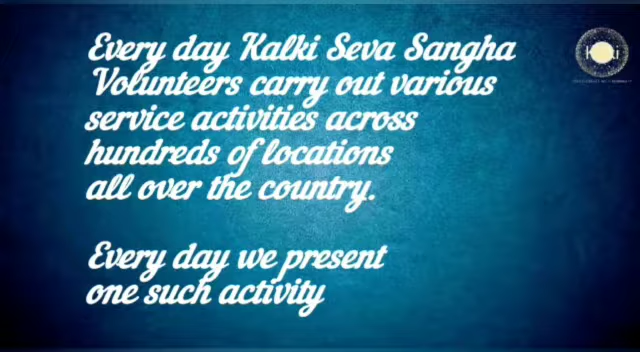 Every day Kalki Seva Sangha
Volunteers carry out various
service activities across
hundreds of locations
all over the country.
Every day we present
one such activity